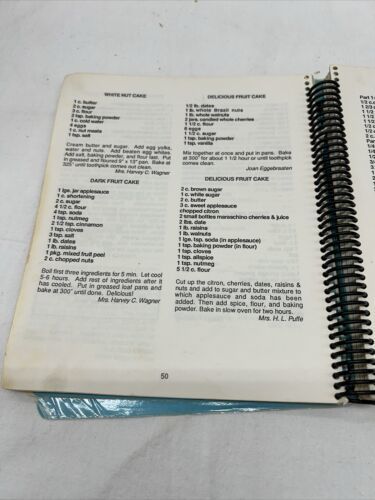 WHITE NUT CAKE
1 c. butter
2 c. sugar
3 c. flour
2 tsp. baking powder
1 c. cold water
4 eggs
1 c. nut meats
1 tsp. salt
Cream butter and sugar. Add egg yolks,
water and nuts. Add beaten egg whites.
Add salt, baking powder, and flour last. Put
in greased and floured 9" x 13" pan. Bake at
325° until toothpick comes out clean.
Mrs. Harvey C. Wagner
DARK FRUIT CAKE
1 lge. jar applesauce
1 c. shortening
2 c. sugar
4 1/2 c. flour
4 tsp. soda
1 tsp. nutmeg
2 1/2 tsp. cinnamon
1 tsp. cloves
3 tsp. salt
1 lb. dates
1 lb. raisins
1 pkg. mixed fruit peel
2 c. chopped nuts
Boil first three ingredients for 5 min. Let cool
5-6 hours. Add rest of ingredients after it
has cooled. Put in greased loaf pans and
bake at 300° until done. Delicious!
Mrs. Harvey C. Wagner
DELICIOUS FRUIT CAKE
1/2 lb. dates
1 lb. whole Brazil nuts
1 lb. whole walnuts
2 jars. candied whole cherries
1 1/2 c. flour
6 eggs
1 1/2 c. sugar
1 tsp. baking powder
1 tsp. vanilla
Mix together at once and put in pans. Bake
at 300° for about 1 1/2 hour or until toothpick
comes clean.
Joan Eggebraaten
DELICIOUS FRUIT CAKE
2 c. brown sugar
1 c. white sugar
2 c. butter
3 c. sweet applesauce
chopped citron
2 small bottles maraschino cherries & juice
2 lbs. date
1 lb. raisins
1 lb. walnuts
1 lge. tsp. soda (in applesauce)
1 tsp. baking powder (in flour)
1 tsp. cloves
1 tsp. allspice
1 tsp. nutmeg
5 1/2 c. flour
Cut up the citron, cherries, dates, raisins &
nuts and add to sugar and butter mixture to
which applesauce and soda has been
added. Then add spice, flour, and baking
powder. Bake in slow oven for two hours.
Mrs. H. L. Puffe
50
Part 1: